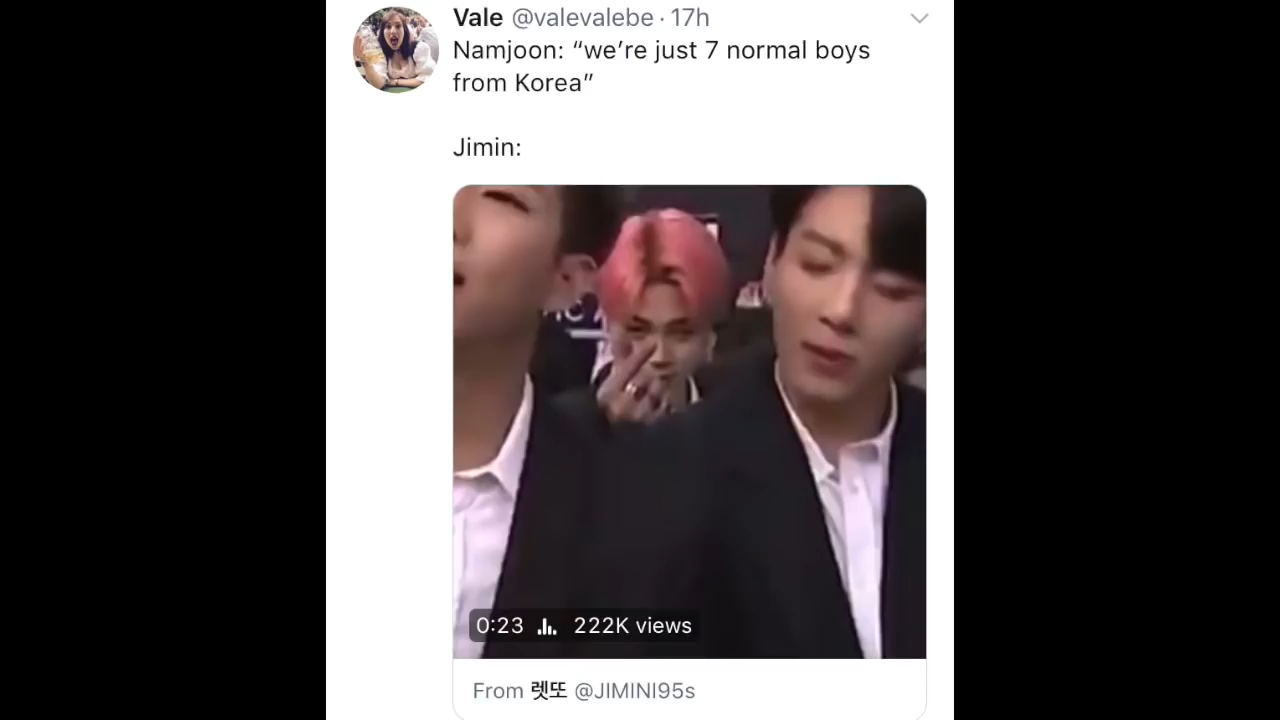 Vale @valevalebe · 17h
Namjoon: “we’re just 7 normal boys
from Korea”
Jimin:
0:23 222K views
From 렛또 @JIMINI95s